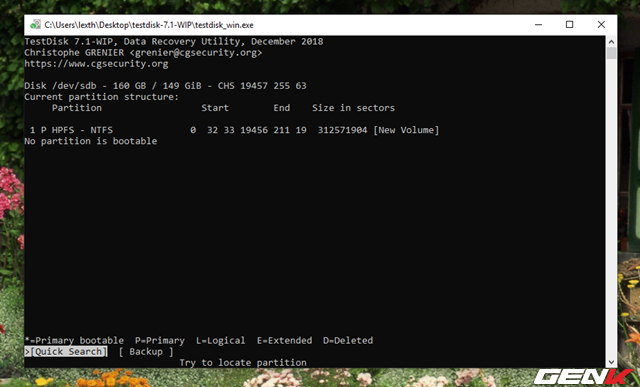 C:\Users\lexth\Desktop\testdisk-7.1-WIP\testdisk_win.exe
TestDisk 7.1-WIP, Data Recovery Utility, December 2018
Christophe GRENIER <grenier@cgsecurity.org>
https://www.cgsecurity.org
Disk /dev/sdb - 160 GB / 149 GiB - CHS 19457 255 63
Current partition structure:
Partition Start End Size in sectors
1 P HPFS - NTFS 0 32 33 19456 211 19 312571904 [New Volume]
No partition is bootable
*=Primary bootable P=Primary L=Logical E=Extended D=Deleted
>[Quick Search] [ Backup ]
Try to locate partition
GENK